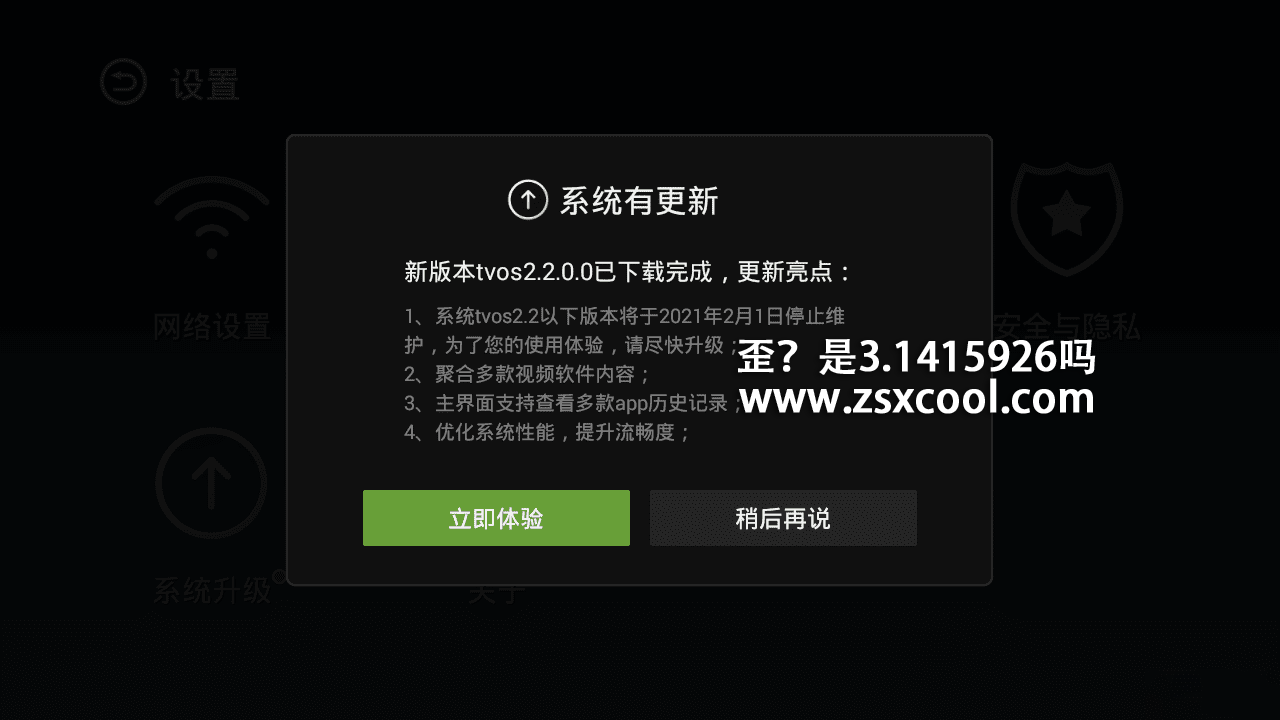 设置
系统有更新
新版本tvos2.2.0.0已下载完成，更新亮点：
1、系统tvos2.2以下版本将于2021年2月1日停止维
护，为了您的使用体验，请尽快升级；
2、聚合多款视频软件内容；
3、主界面支持查看多款app历史记录；
4、优化系统性能，提升流畅度；
歪？是3.1415926吗
www.zsxcool.com
立即体验
稍后再说
网络设置
安全与隐私
系统升级
关于